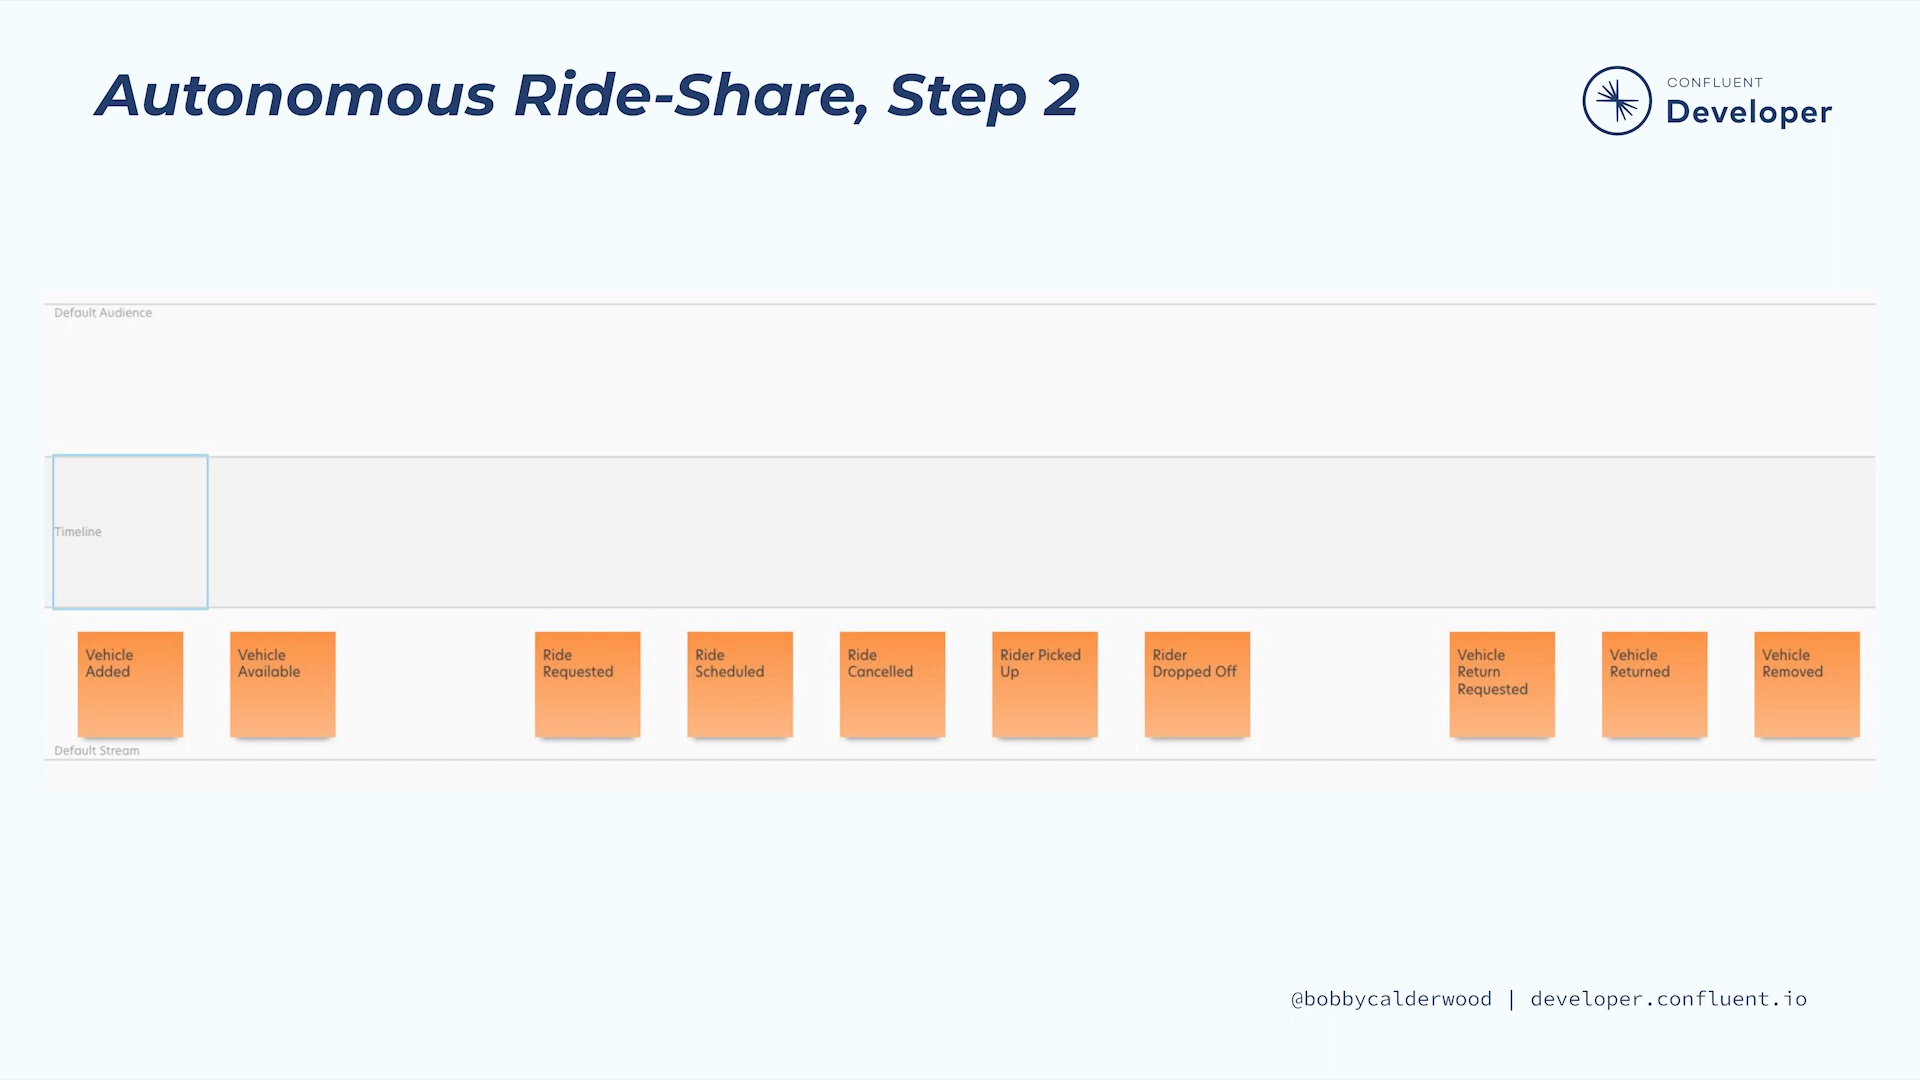 Autonomous Ride-Share, Step 2
CONFLUENT
Developer
Default Audience
Timeline
Vehicle
Added
Vehicle
Available
Ride
Requested
Ride
Scheduled
Ride
Cancelled
Rider Picked
Up
Rider
Dropped Off
Vehicle
Return
Requested
Vehicle
Returned
Vehicle
Removed
Default Stream
@bobbycalderwood | developer.confluent.io